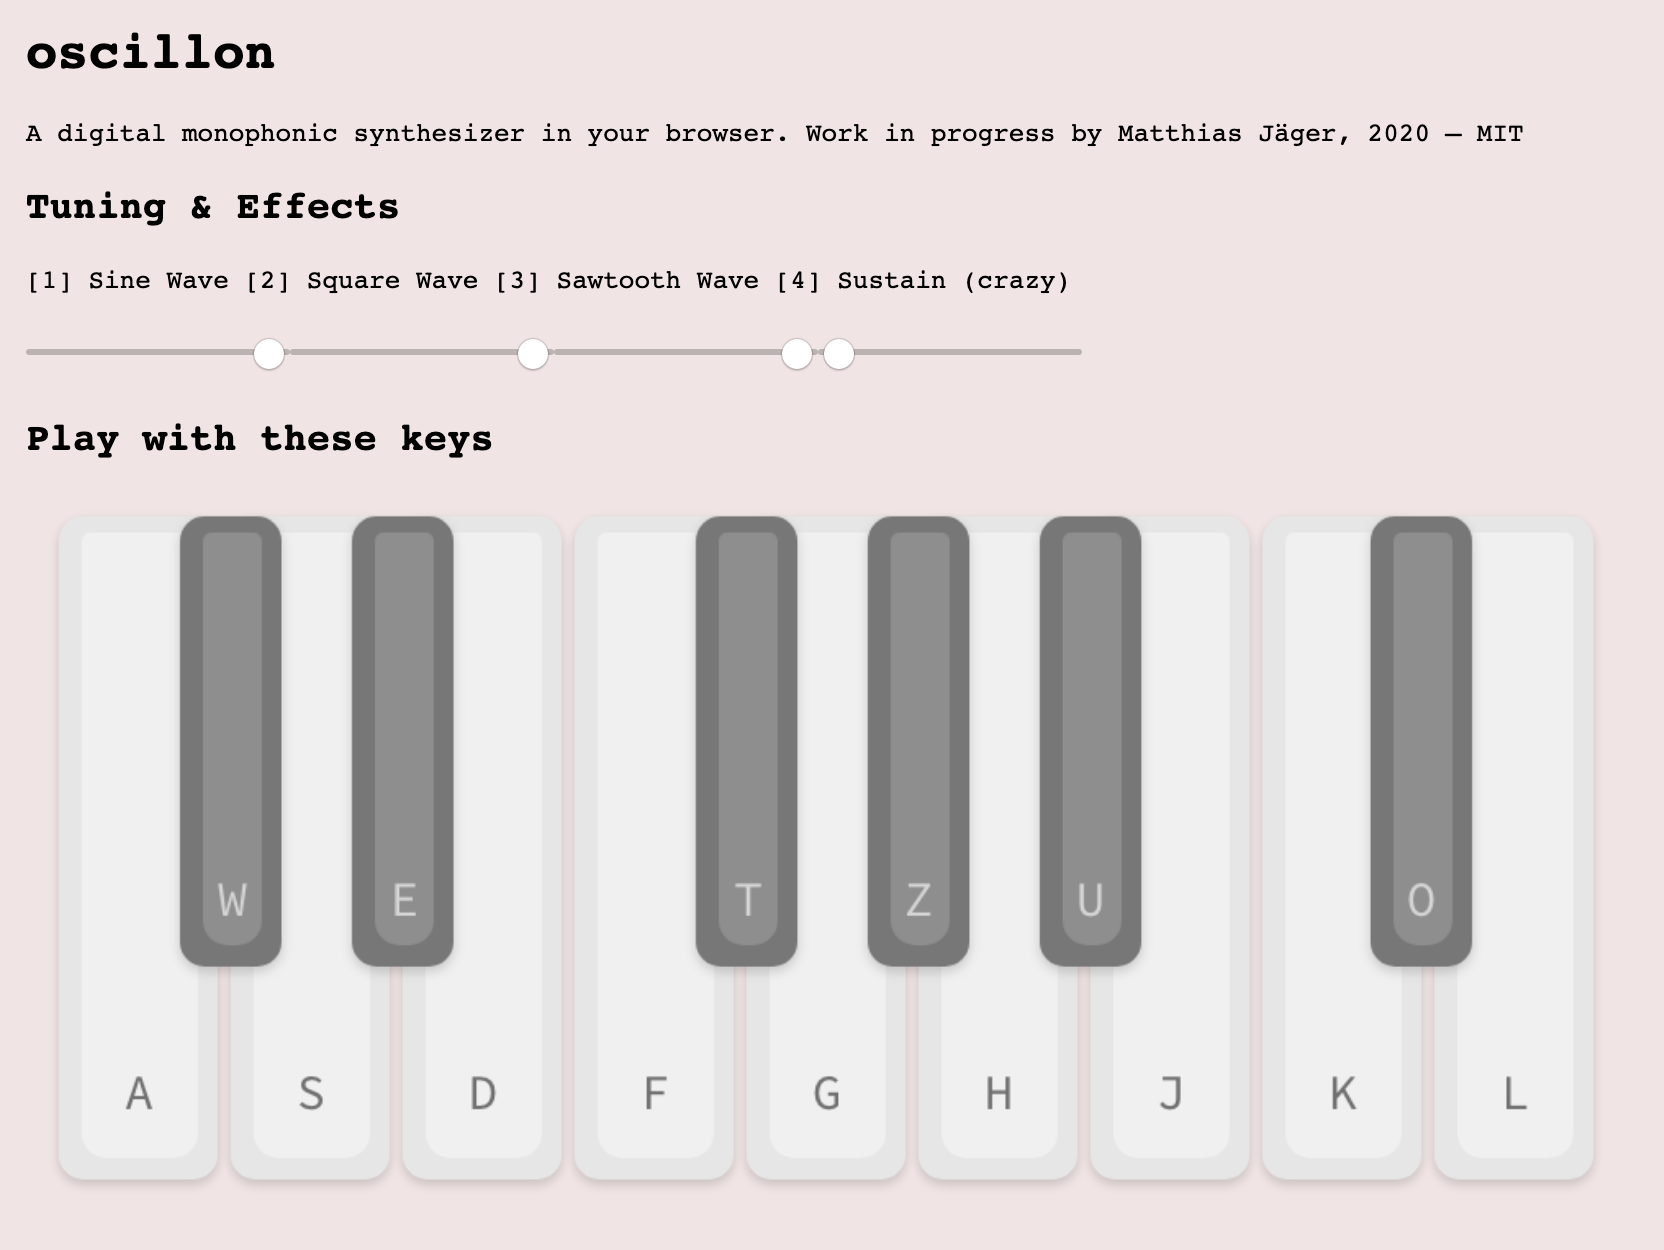 oscillon
A digital monophonic synthesizer in your browser. Work in progress by Matthias Jäger, 2020 — MIT
Tuning & Effects
[1] Sine Wave [2] Square Wave [3] Sawtooth Wave [4] Sustain (crazy)
Play with these keys
W E T Z U O
A S D F G H J K L